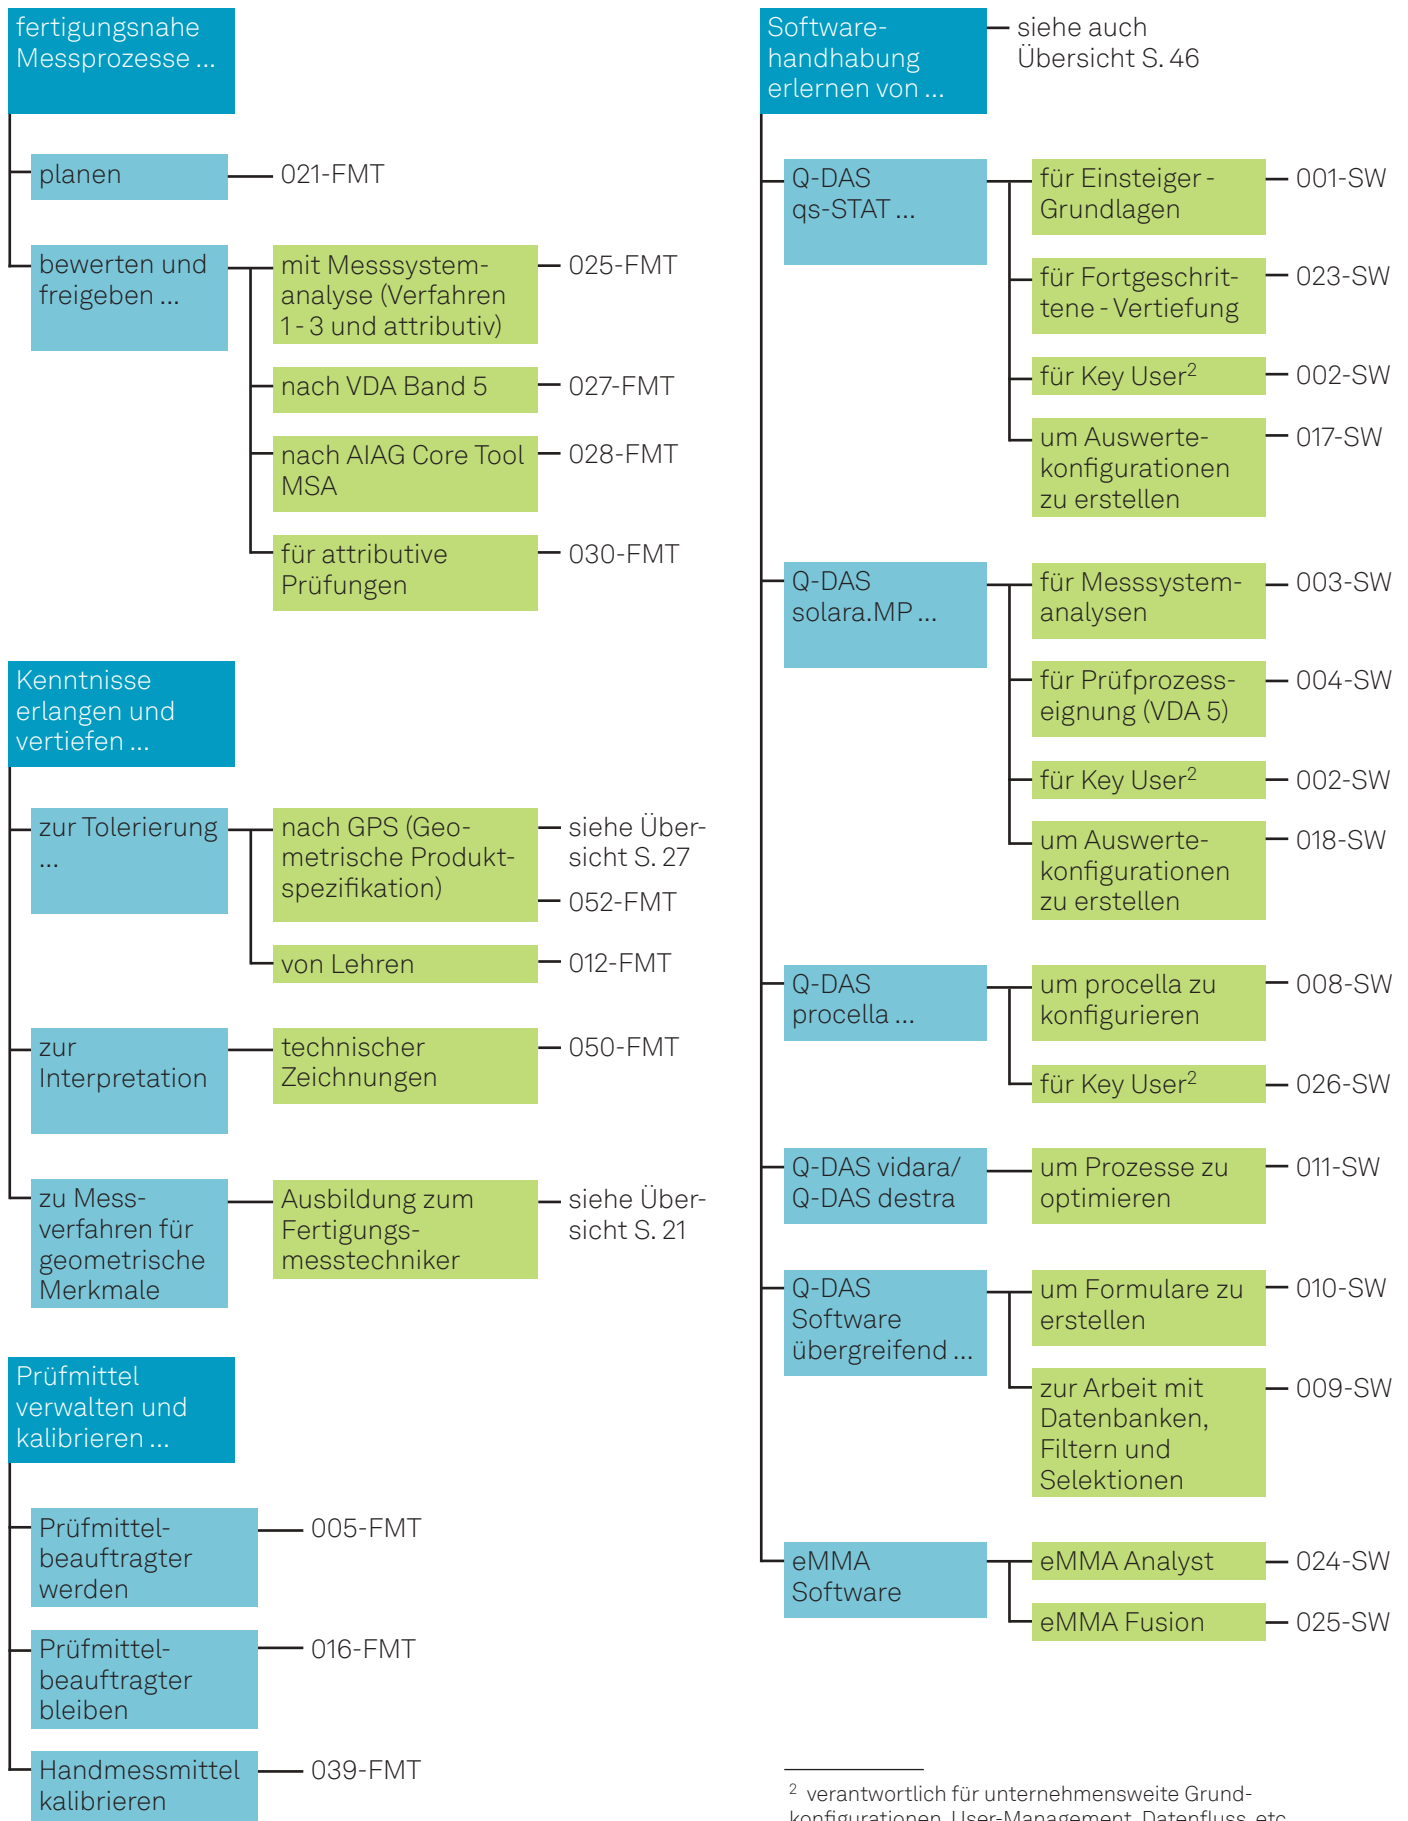 fertigungsnahe
Messprozesse ...
planen
021-FMT
bewerten und
freigeben ...
mit Messsystem-
analyse (Verfahren
1 - 3 und attributiv)
025-FMT
nach VDA Band 5
027-FMT
nach AIAG Core Tool
MSA
028-FMT
für attributive
Prüfungen
030-FMT
Kenntnisse
erlangen und
vertiefen ...
zur Tolerierung
...
nach GPS (Geo-
metrische Produkt-
spezifikation)
siehe Über-
sicht S. 27
052-FMT
von Lehren
012-FMT
zur
Interpretation
technischer
Zeichnungen
050-FMT
zu Mess-
verfahren für
geometrische
Merkmale
Ausbildung zum
Fertigungs-
messtechniker
siehe Über-
sicht S. 21
Prüfmittel
verwalten und
kalibrieren ...
Prüfmittel-
beauftragter
werden
005-FMT
Prüfmittel-
beauftragter
bleiben
016-FMT
Handmessmittel
kalibrieren
039-FMT
Software-
handhabung
erlernen von ...
siehe auch
Übersicht S. 46
Q-DAS
qs-STAT ...
für Einsteiger -
Grundlagen
001-SW
für Fortgeschrit-
tene - Vertiefung
023-SW
für Key User²
002-SW
um Auswerte-
konfigurationen
zu erstellen
017-SW
Q-DAS
solara.MP ...
für Messsystem-
analysen
003-SW
für Prüfprozess-
eignung (VDA 5)
004-SW
für Key User²
002-SW
um Auswerte-
konfigurationen
zu erstellen
018-SW
Q-DAS
procella ...
um procella zu
konfigurieren
008-SW
für Key User²
026-SW
Q-DAS vidara/
Q-DAS destra
um Prozesse zu
optimieren
011-SW
Q-DAS
Software
übergreifend ...
um Formulare zu
erstellen
010-SW
zur Arbeit mit
Datenbanken,
Filtern und
Selektionen
009-SW
eMMA
Software
eMMA Analyst
024-SW
eMMA Fusion
025-SW
² verantwortlich für unternehmensweite Grund-
konfigurationen, User-Management, Datenfluss, etc.